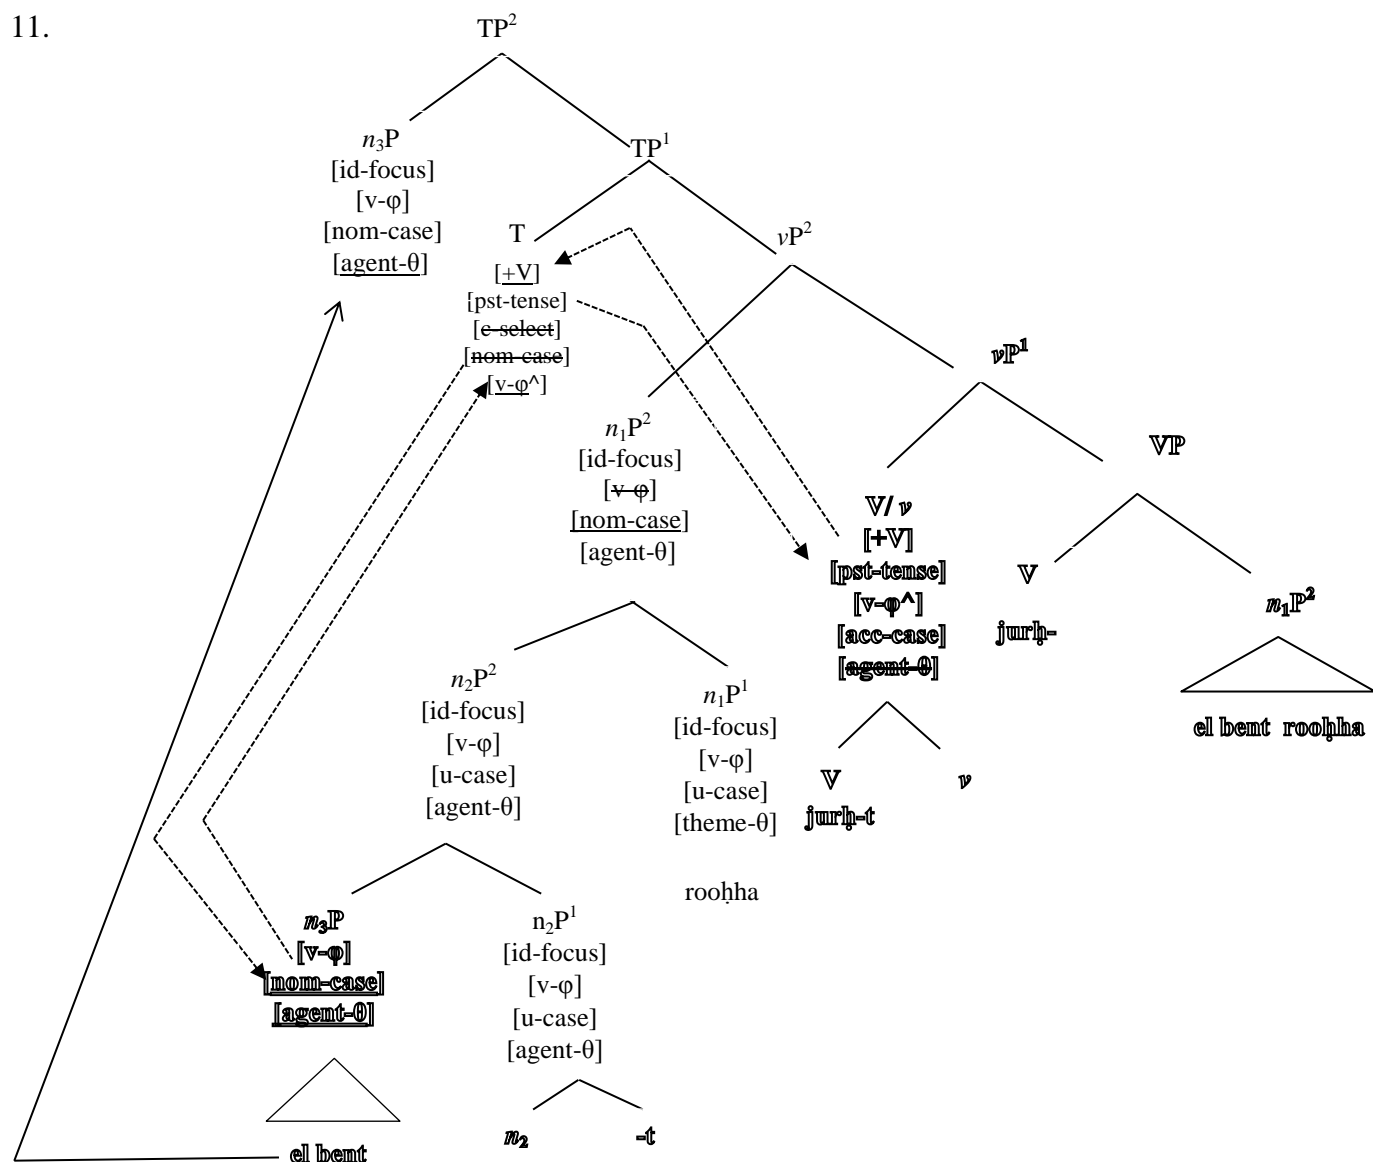 11.
TP²
n₃P
[id-focus]
[v-φ]
[nom-case]
[agent-θ]
TP¹
T
[+V]
[pst-tense]
[c-select]
[nom-case]
[v-φ^]
vP²
n₁P²
[id-focus]
[v-φ]
[nom-case]
[agent-θ]
vP¹
V/ v
[+V]
[pst-tense]
[v-φ^]
[acc-case]
[agent-θ]
VP
V
jurḥ-
n₁P²
el bent rooḥha
n₂P²
[id-focus]
[v-φ]
[u-case]
[agent-θ]
n₁P¹
[id-focus]
[v-φ]
[u-case]
[theme-θ]
rooḥha
V
jurḥ-t
v
n₃P
[v-φ]
[nom-case]
[agent-θ]
el bent
n₂P¹
[id-focus]
[v-φ]
[u-case]
[agent-θ]
n₂
-t